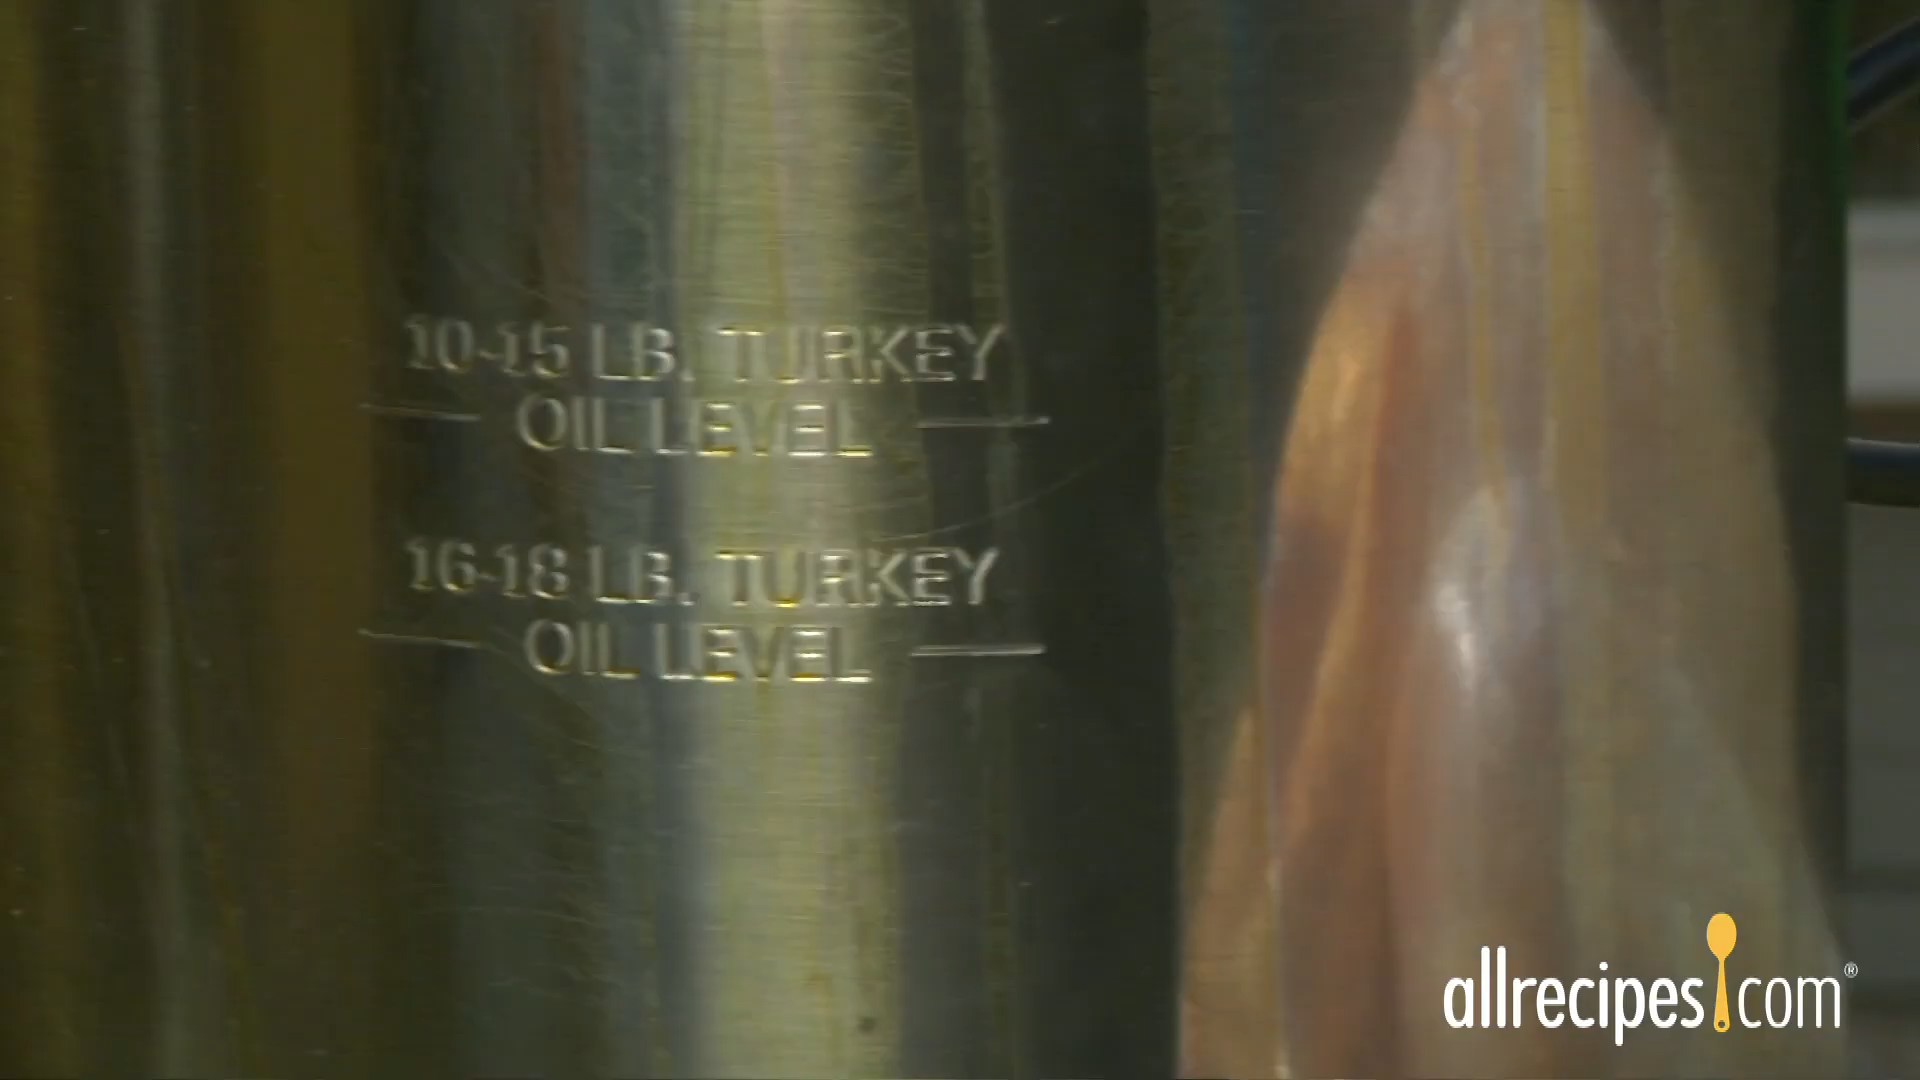 10-15 LB. TURKEY
OIL LEVEL
16-18 LB. TURKEY
OIL LEVEL
allrecipes.com®